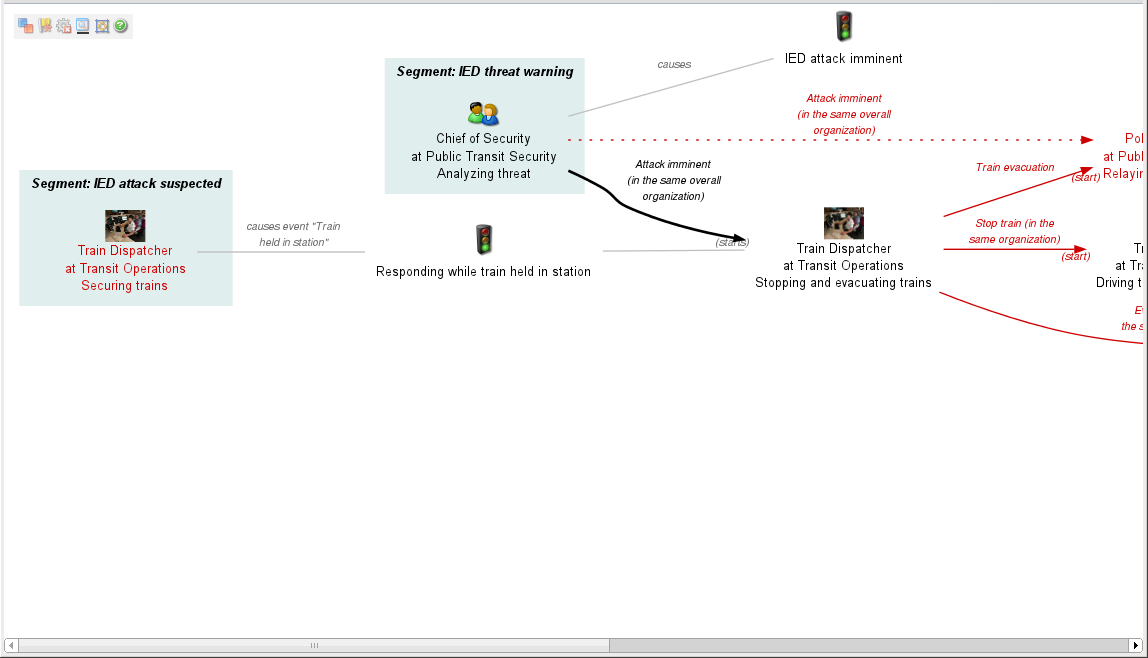 IED attack imminent
Segment: IED threat warning
causes
Attack imminent
(in the same overall
organization)
Chief of Security
at Public Transit Security
Analyzing threat
Attack imminent
(in the same overall
organization)
Train evacuation
(start)
Pol
at Publ
Relayin
Segment: IED attack suspected
Train Dispatcher
at Transit Operations
Securing trains
causes event "Train
held in station"
Responding while train held in station
(starts)
Train Dispatcher
at Transit Operations
Stopping and evacuating trains
Stop train (in the
same organization)
(start)
Tr
at Tra
Driving t
the s